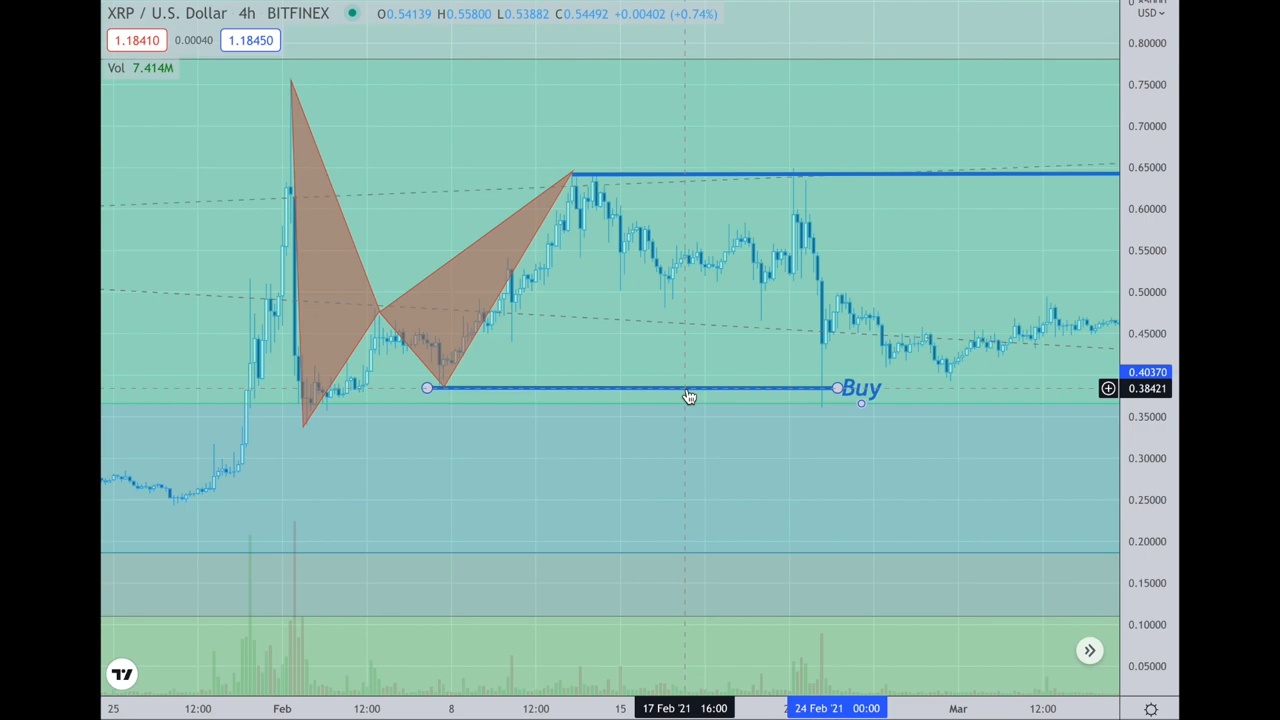 XRP / U.S. Dollar 4h BITFINEX O0.54139 H0.55800 L0.53882 C0.54492 +0.00402 (+0.74%)
USD
1.18410 0.00040 1.18450
0.80000
Vol 7.414M
0.75000
0.70000
0.65000
0.60000
0.55000
0.50000
0.45000
0.40370
Buy
0.38421
0.35000
0.30000
0.25000
0.20000
0.15000
0.10000
0.05000
25 Feb 12:00 8 12:00 15 17 Feb '21 16:00 24 Feb '21 00:00 Mar 12:00